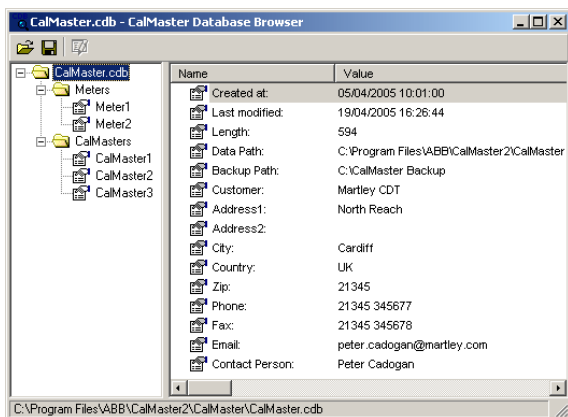 CalMaster.cdb - CalMaster Database Browser
CalMaster.cdb
Meters
Meter1
Meter2
CalMasters
CalMaster1
CalMaster2
CalMaster3
Name Value
Created at: 05/04/2005 10:01:00
Last modified: 19/04/2005 16:26:44
Length: 594
Data Path: C:\Program Files\ABB\CalMaster2\CalMaster
Backup Path: C:\CalMaster Backup
Customer: Martley CDT
Address1: North Reach
Address2:
City: Cardiff
Country: UK
Zip: 21345
Phone: 21345 345677
Fax: 21345 345678
Email: peter.cadogan@martley.com
Contact Person: Peter Cadogan
C:\Program Files\ABB\CalMaster2\CalMaster\CalMaster.cdb